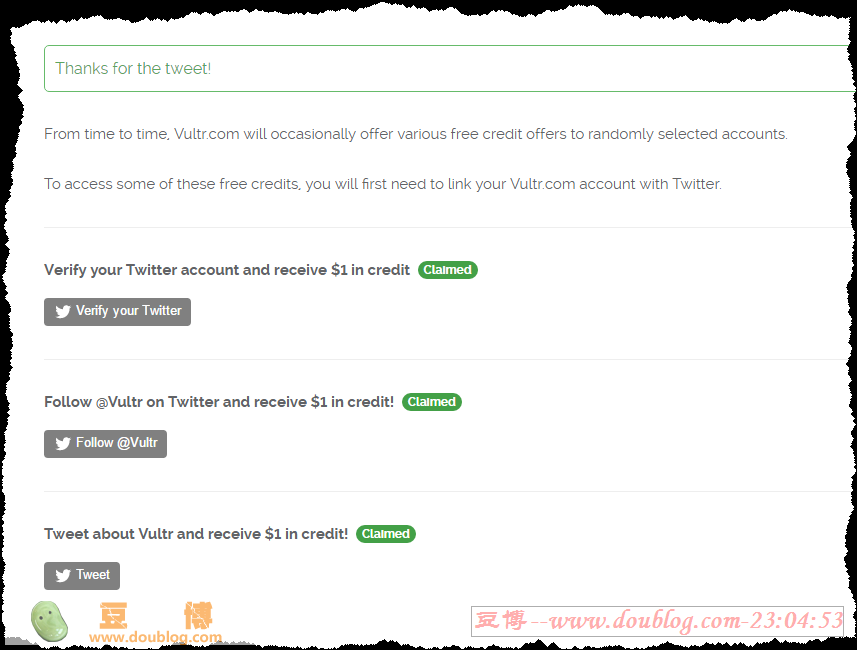 Thanks for the tweet!
From time to time, Vultr.com will occasionally offer various free credit offers to randomly selected accounts.
To access some of these free credits, you will first need to link your Vultr.com account with Twitter.
Verify your Twitter account and receive $1 in credit Claimed
Verify your Twitter
Follow @Vultr on Twitter and receive $1 in credit! Claimed
Follow @Vultr
Tweet about Vultr and receive $1 in credit! Claimed
Tweet
豆 博
www.doublog.com
豆博--www.doublog.com-23:04:53